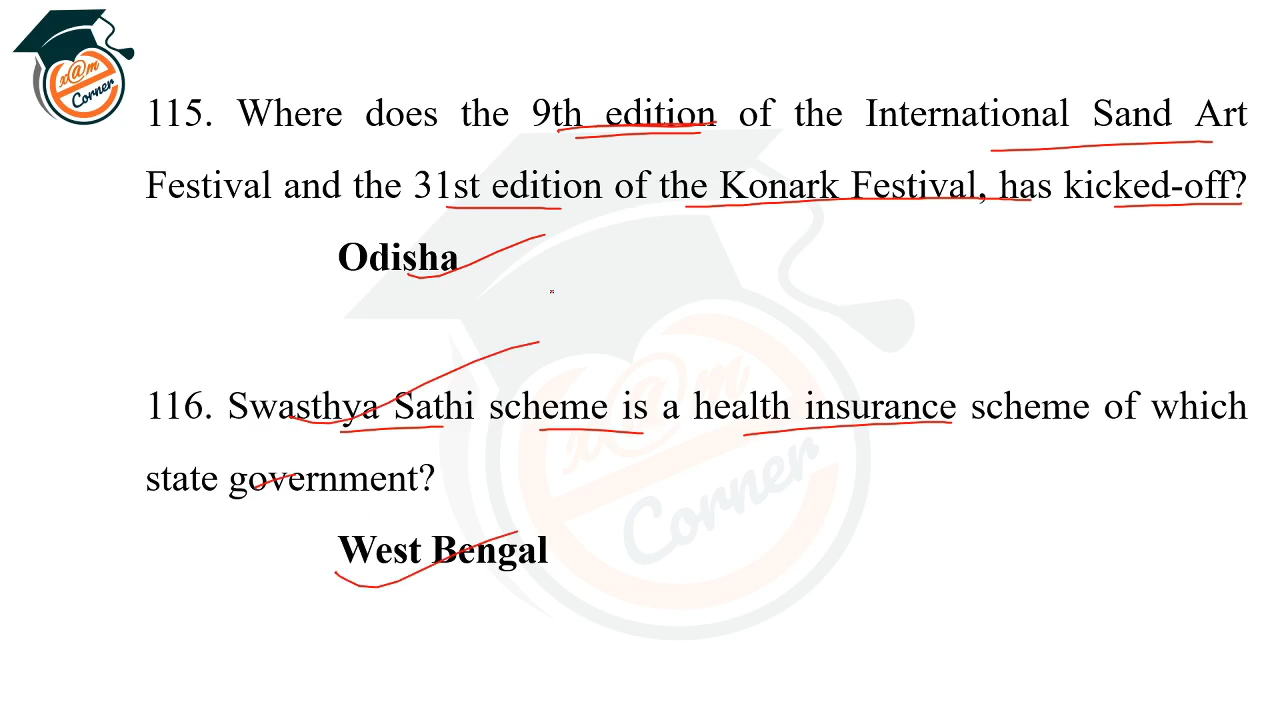 x@m
Corner
115. Where does the 9th edition of the International Sand Art
Festival and the 31st edition of the Konark Festival, has kicked-off?
Odisha
116. Swasthya Sathi scheme is a health insurance scheme of which
state government?
West Bengal
x@m
Corner